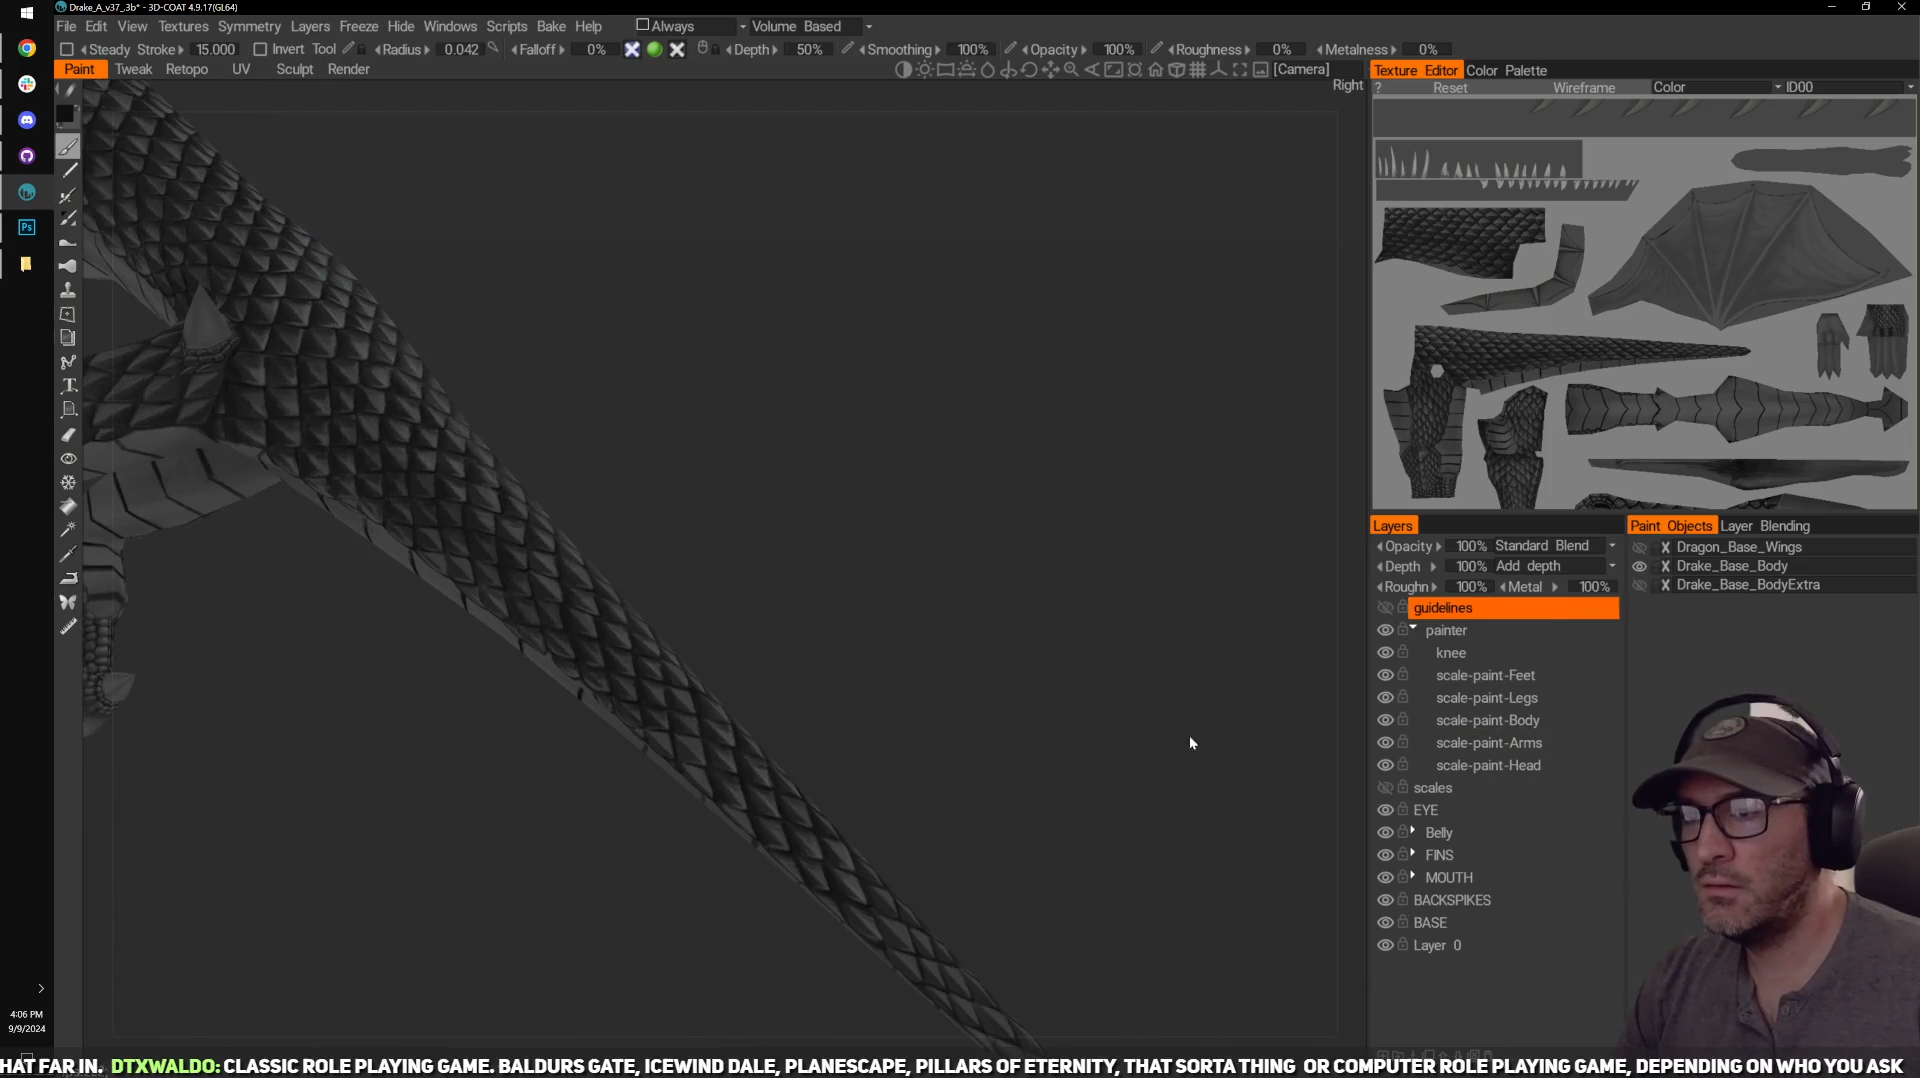 Drake_A_v37_.3b* - 3D-COAT 4.9.17(GL64)
File Edit View Textures Symmetry Layers Freeze Hide Windows Scripts Bake Help Always Volume Based
Steady Stroke 15.000 Invert Tool Radius 0.042 Falloff 0% Depth 50% Smoothing 100% Opacity 100% Roughness 0% Metalness 0%
Paint Tweak Retopo UV Sculpt Render [Camera]
Right
Texture Editor Color Palette
? Reset Wireframe Color ID00
Layers
Opacity 100% Standard Blend
Depth 100% Add depth
Roughn 100% Metal 100%
guidelines
painter
knee
scale-paint-Feet
scale-paint-Legs
scale-paint-Body
scale-paint-Arms
scale-paint-Head
scales
EYE
Belly
FINS
MOUTH
BACKSPIKES
BASE
Layer 0
Paint Objects Layer Blending
X Dragon_Base_Wings
X Drake_Base_Body
X Drake_Base_BodyExtra
Ps
4:06 PM
9/9/2024
HAT FAR IN. DTXWALDO: CLASSIC ROLE PLAYING GAME. BALDURS GATE, ICEWIND DALE, PLANESCAPE, PILLARS OF ETERNITY, THAT SORTA THING OR COMPUTER ROLE PLAYING GAME, DEPENDING ON WHO YOU ASK